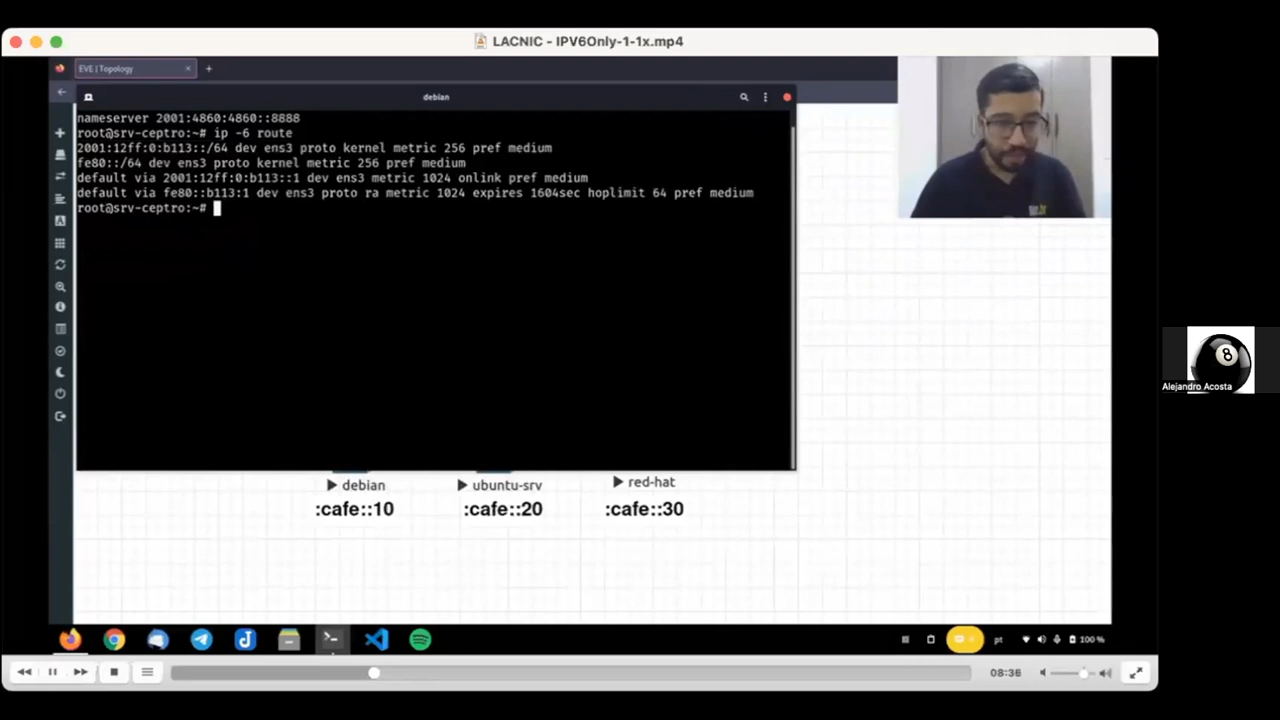 LACNIC - IPV6Only-1-1x.mp4
EVE | Topology
debian
nameserver 2001:4860:4860::8888
root@srv-ceptro:~# ip -6 route
2001:12ff:0:b113::/64 dev ens3 proto kernel metric 256 pref medium
fe80::/64 dev ens3 proto kernel metric 256 pref medium
default via 2001:12ff:0:b113::1 dev ens3 metric 1024 onlink pref medium
default via fe80::b113:1 dev ens3 proto ra metric 1024 expires 1604sec hoplimit 64 pref medium
root@srv-ceptro:~#
8
Alejandro Acosta
debian
ubuntu-srv
red-hat
:cafe::10
:cafe::20
:cafe::30
pt
100 %
08:36